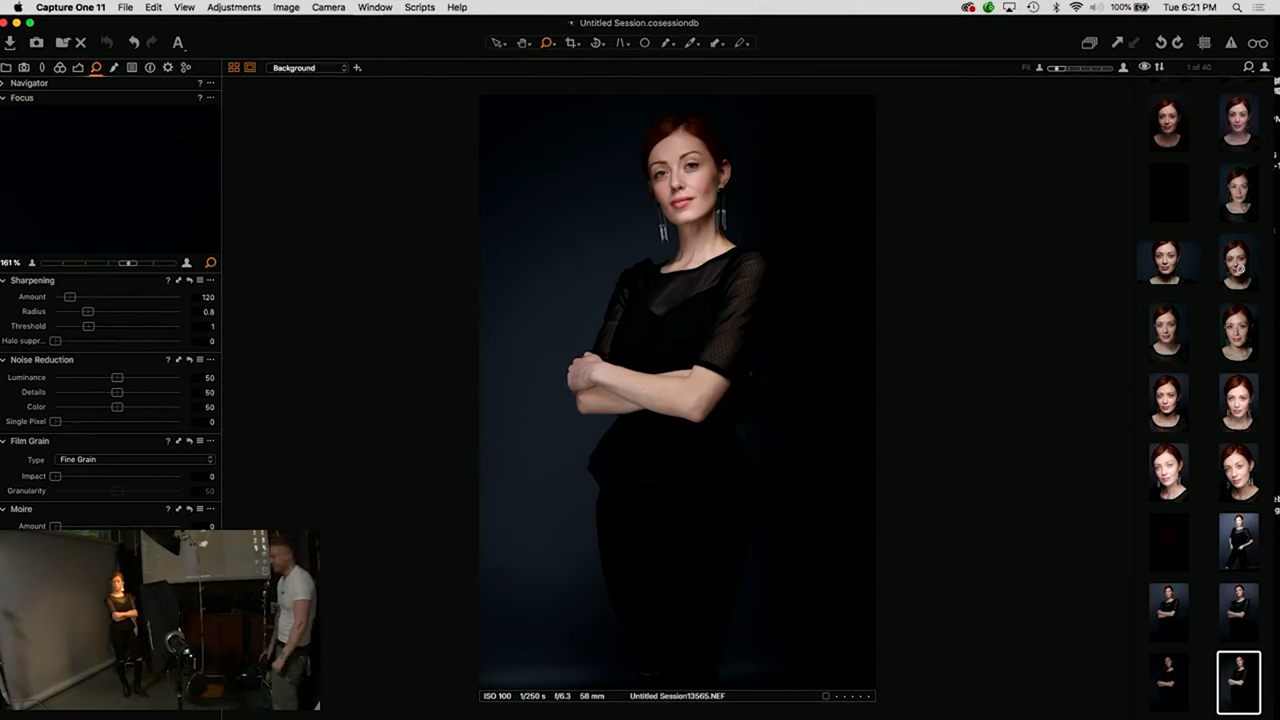 Capture One 11 File Edit View Adjustments Image Camera Window Scripts Help 100% Tue 6:21 PM
Untitled Session.cosessiondb
A
Background
Fit
1 of 40
Navigator ? ...
Focus ? ...
161 %
Sharpening ? ...
Amount 120
Radius 0.8
Threshold 1
Halo suppr... 0
Noise Reduction ? ...
Luminance 50
Details 50
Color 50
Single Pixel 0
Film Grain ? ...
Type Fine Grain
Impact 0
Granularity 50
Moire ? ...
Amount 0
ISO 100 1/250 s f/6.3 58 mm Untitled Session13565.NEF